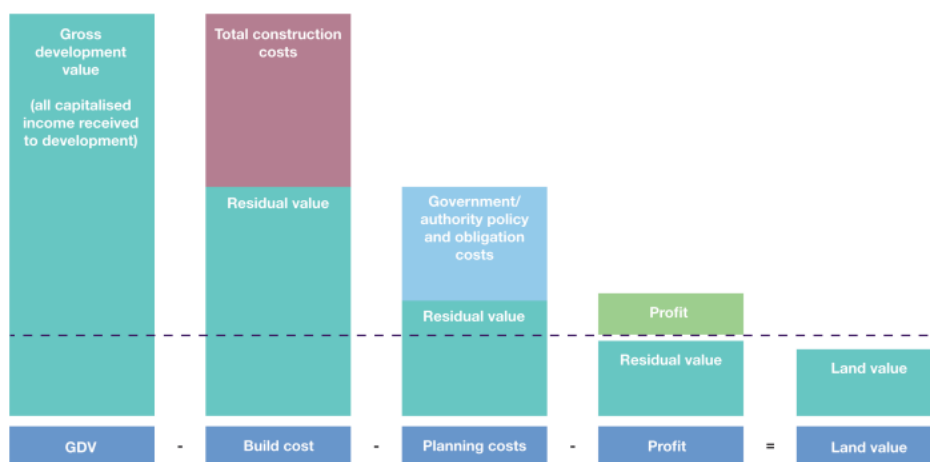 Gross
development
value
(all capitalised
income received
to development)
Total construction
costs
Residual value
Government/
authority policy
and obligation
costs
Residual value
Profit
Residual value
Land value
GDV - Build cost - Planning costs - Profit = Land value